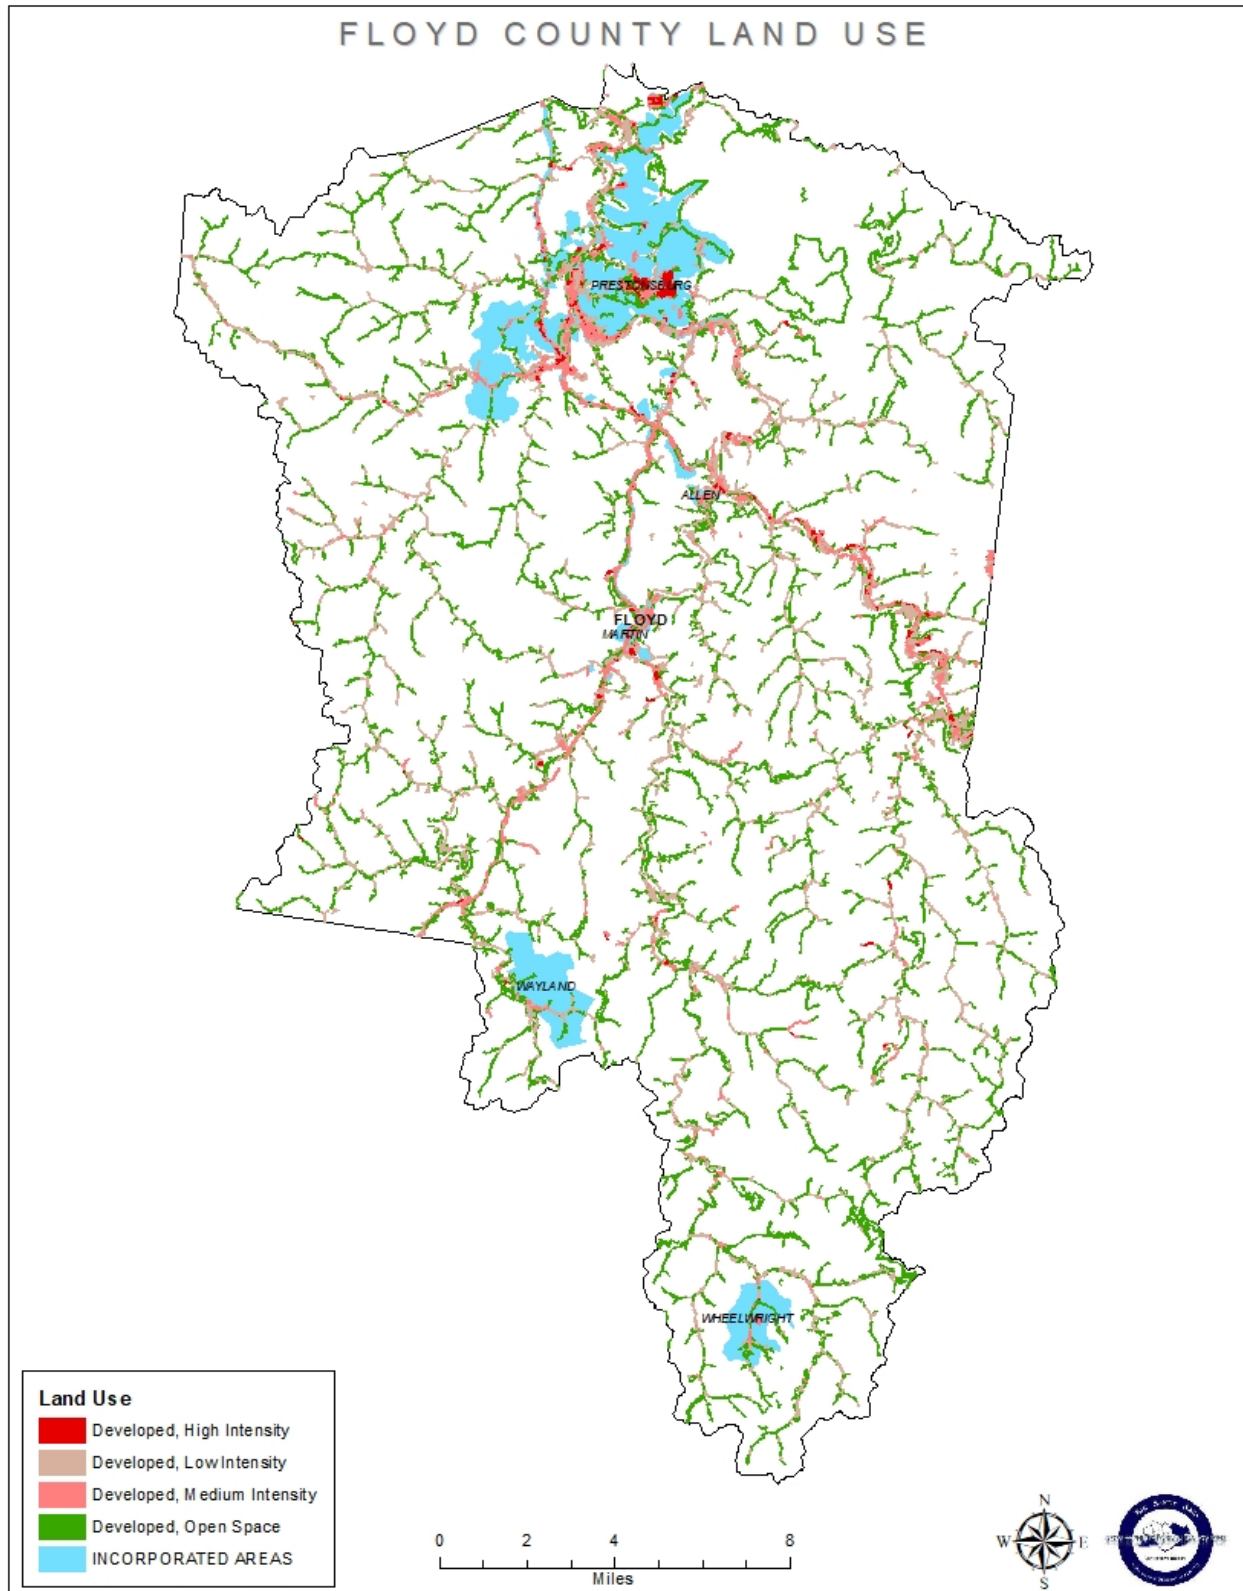 FLOYD COUNTY LAND USE
PRESTONSBURG
ALLEN
FLOYD
MARTIN
WAYLAND
WHEELWRIGHT
Land Use
Developed, High Intensity
Developed, Low Intensity
Developed, Medium Intensity
Developed, Open Space
INCORPORATED AREAS
0 2 4 8
Miles
N
W E
S